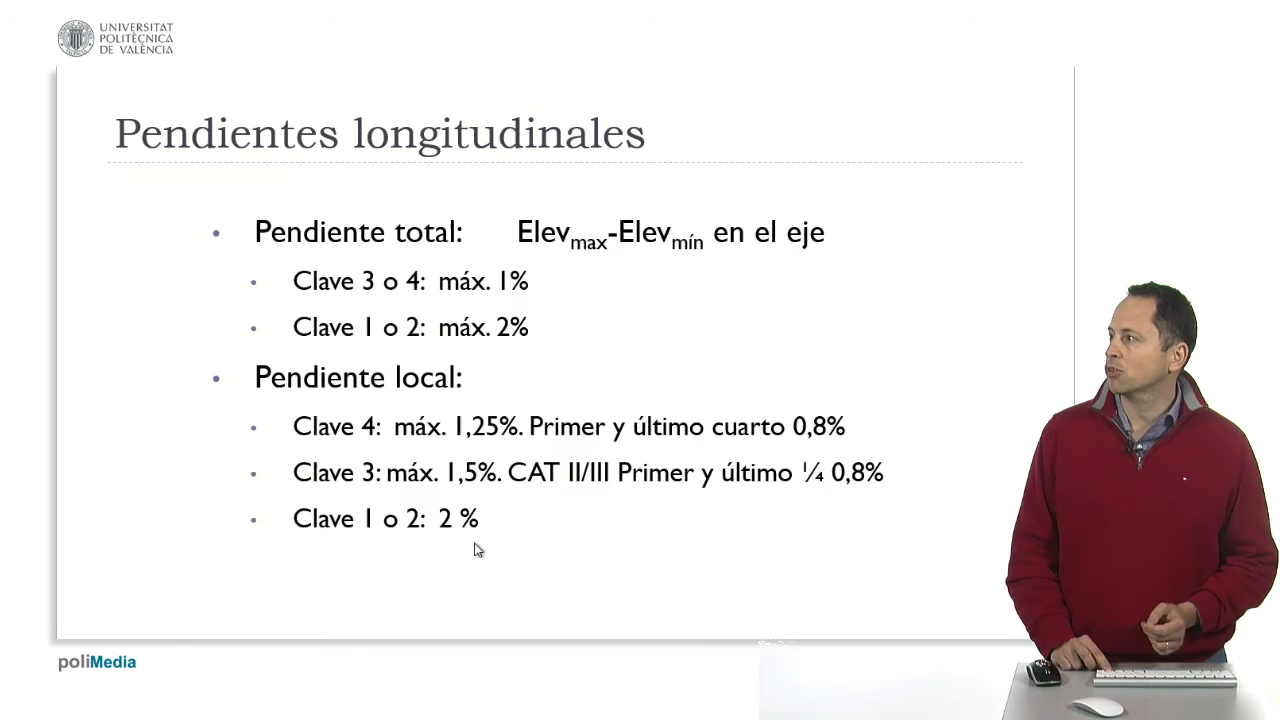 UNIVERSITAT
POLITÈCNICA
DE VALÈNCIA
Pendientes longitudinales
• Pendiente total: Elevmax-Elevmín en el eje
• Clave 3 o 4: máx. 1%
• Clave 1 o 2: máx. 2%
• Pendiente local:
• Clave 4: máx. 1,25%. Primer y último cuarto 0,8%
• Clave 3: máx. 1,5%. CAT II/III Primer y último ¼ 0,8%
• Clave 1 o 2: 2 %
poliMedia